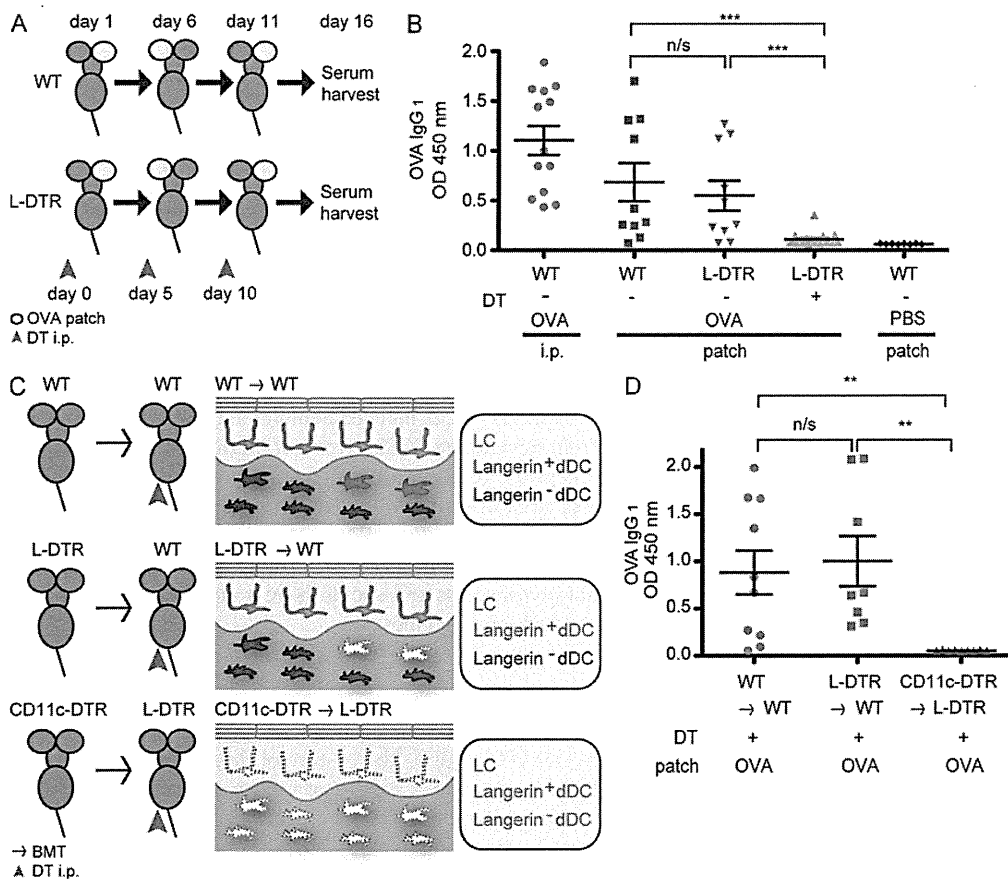 A
day 1 day 6 day 11 day 16
WT
Serum
harvest
L-DTR
Serum
harvest
day 0 day 5 day 10
OVA patch
DT i.p.
B
***
n/s ***
OVA IgG1
OD 450 nm
2.0
1.5
1.0
0.5
0.0
WT WT L-DTR L-DTR WT
DT - - - + -
OVA OVA PBS
i.p. patch patch
C
WT WT WT → WT
LC
Langerin+dDC
Langerin-dDC
L-DTR WT L-DTR → WT
LC
Langerin+dDC
Langerin-dDC
CD11c-DTR L-DTR CD11c-DTR → L-DTR
LC
Langerin+dDC
Langerin-dDC
→ BMT
DT i.p.
D
**
n/s **
OVA IgG1
OD 450 nm
2.0
1.5
1.0
0.5
0.0
WT L-DTR CD11c-DTR
→ WT → WT → L-DTR
DT + + +
patch OVA OVA OVA